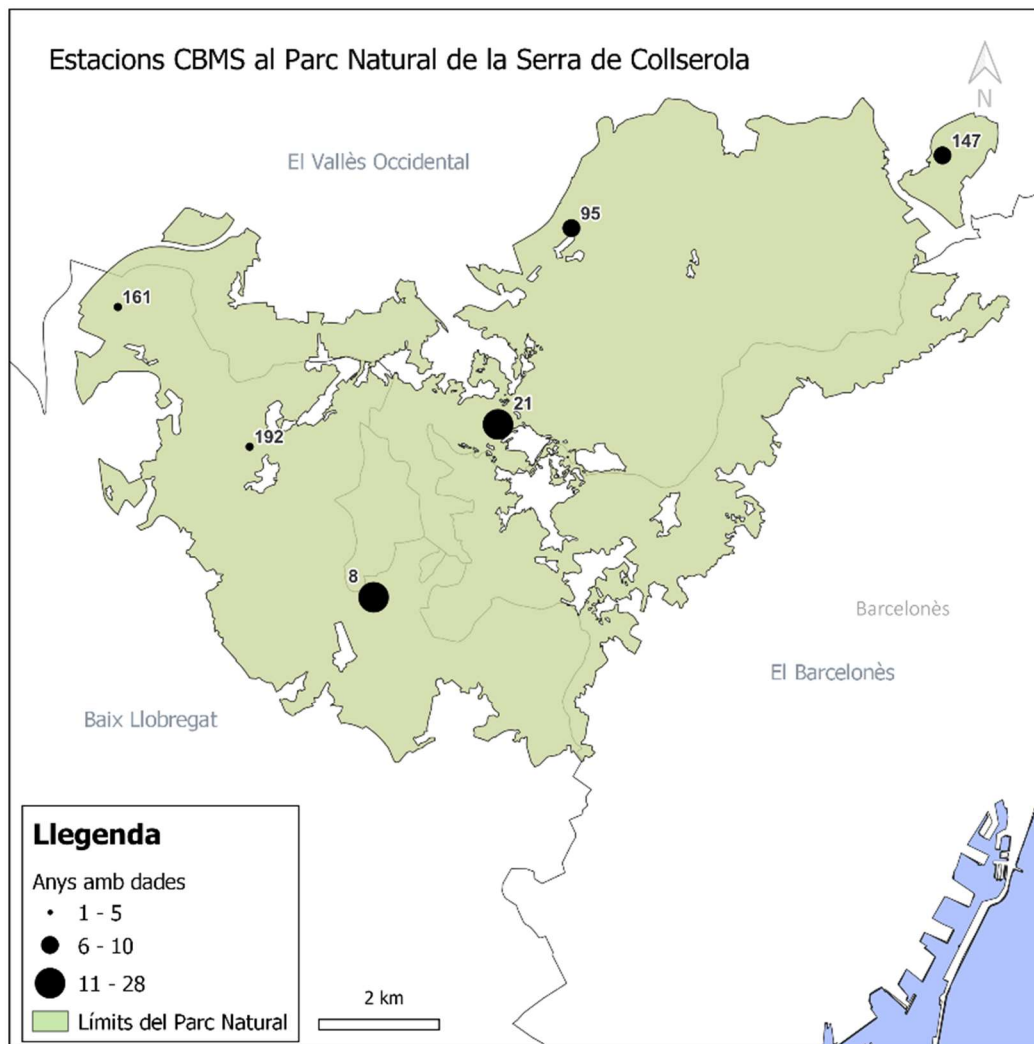 Estacions CBMS al Parc Natural de la Serra de Collserola
N
El Vallès Occidental
147
95
161
21
192
8
Barcelonès
El Barcelonès
Baix Llobregat
Llegenda
Anys amb dades
1 - 5
6 - 10
11 - 28
Límits del Parc Natural
2 km